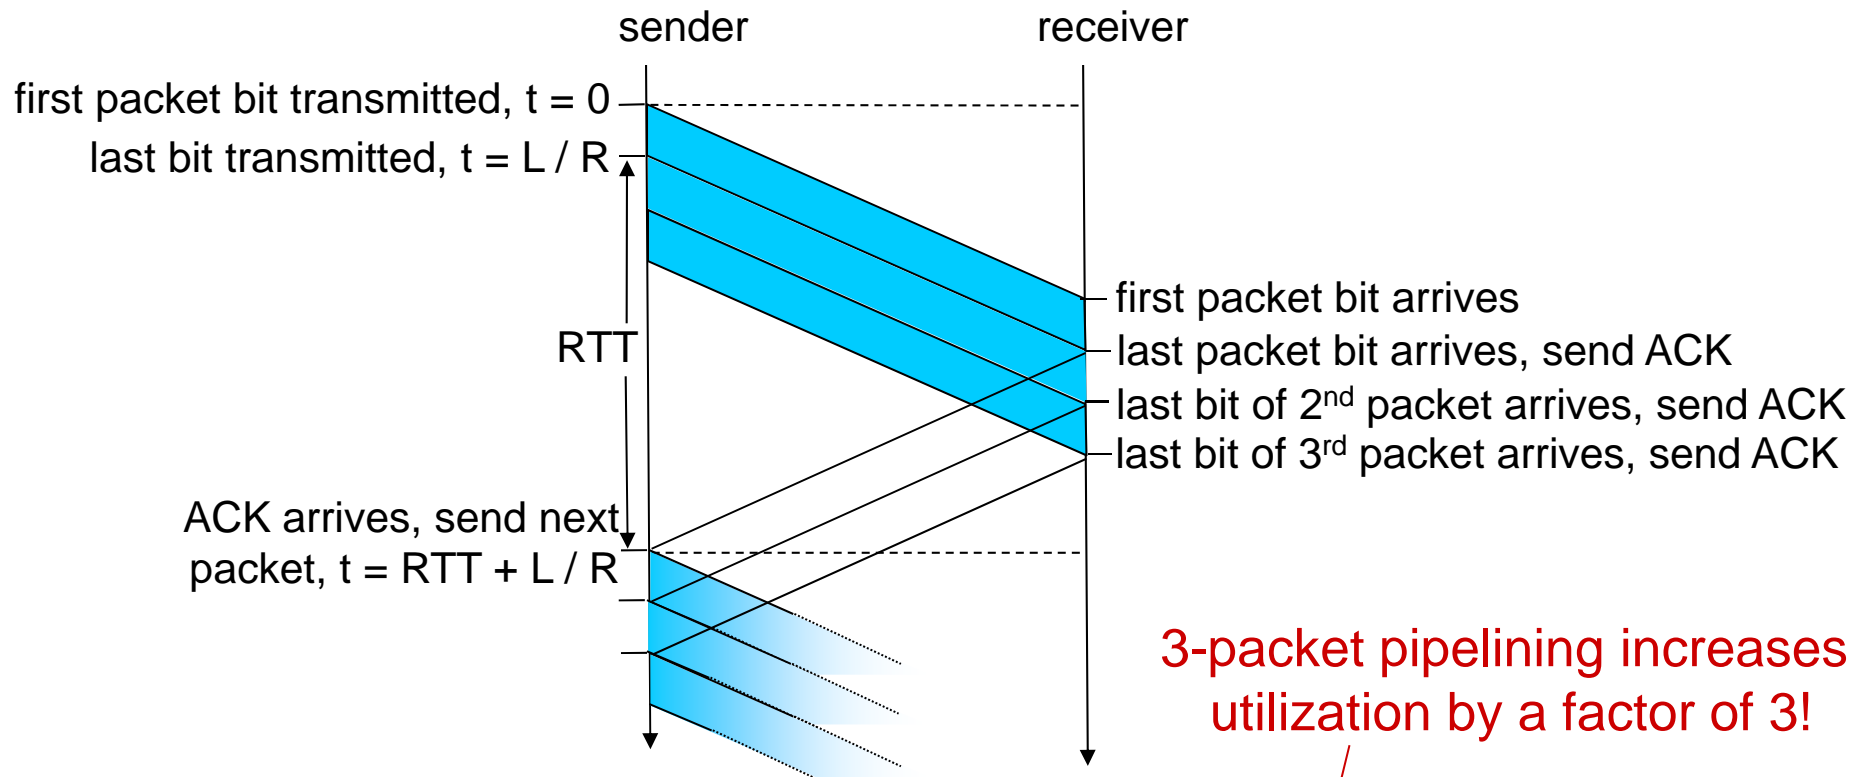 sender
receiver
first packet bit transmitted, t = 0
last bit transmitted, t = L / R
first packet bit arrives
RTT
last packet bit arrives, send ACK
last bit of 2nd packet arrives, send ACK
last bit of 3rd packet arrives, send ACK
ACK arrives, send next
packet, t = RTT + L / R
3-packet pipelining increases
utilization by a factor of 3!